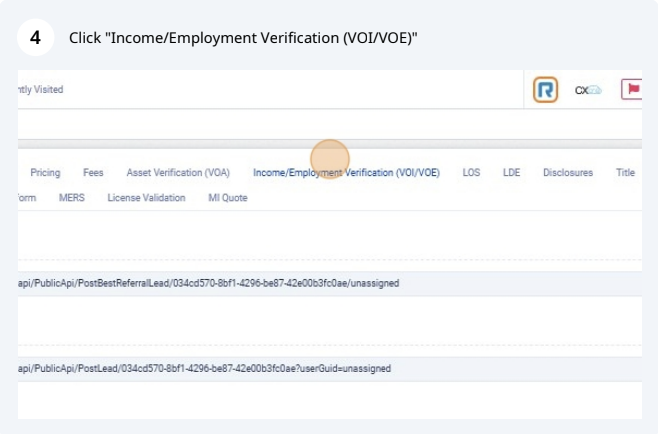 4 Click "Income/Employment Verification (VOI/VOE)"
ntly Visited
CX
Pricing Fees Asset Verification (VOA) Income/Employment Verification (VOI/VOE) LOS LDE Disclosures Title
orm MERS License Validation MI Quote
api/PublicApi/PostBestReferralLead/034cd570-8bf1-4296-be87-42e00b3fc0ae/unassigned
api/PublicApi/PostLead/034cd570-8bf1-4296-be87-42e00b3fc0ae?userGuid=unassigned